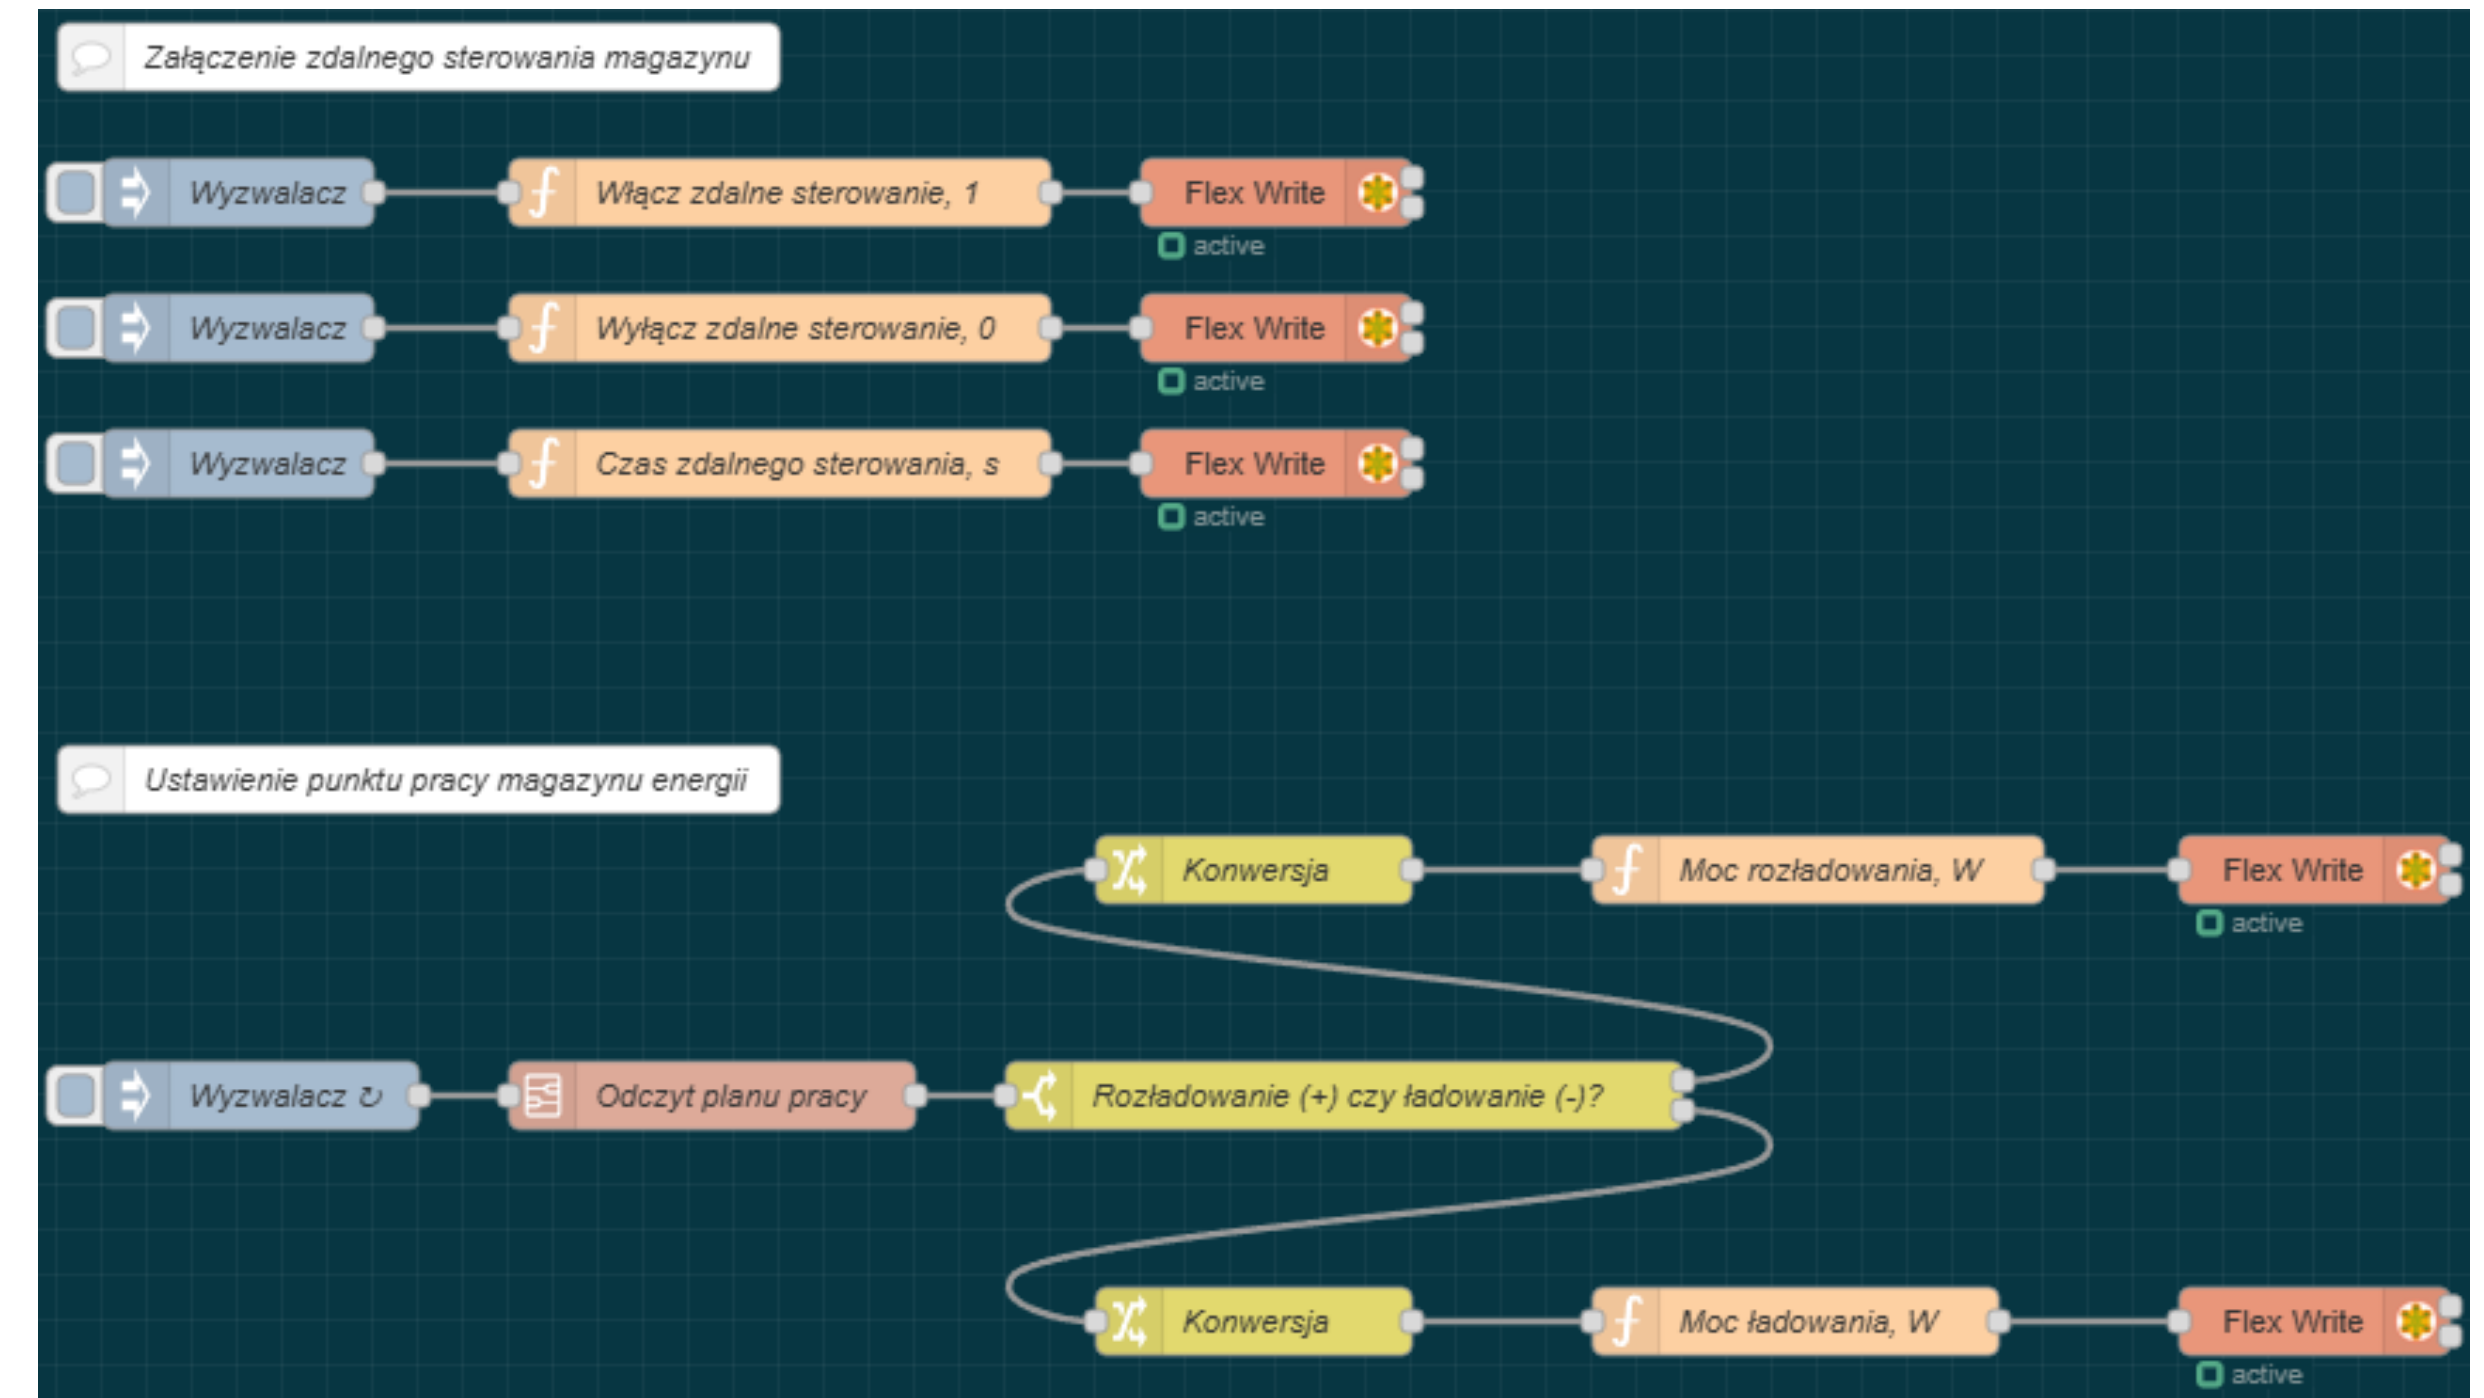 Załączenie zdalnego sterowania magazynu
Wyzwalacz
Włącz zdalne sterowanie, 1
Flex Write
active
Wyzwalacz
Wyłącz zdalne sterowanie, 0
Flex Write
active
Wyzwalacz
Czas zdalnego sterowania, s
Flex Write
active
Ustawienie punktu pracy magazynu energii
Konwersja
Moc rozładowania, W
Flex Write
active
Wyzwalacz ↻
Odczyt planu pracy
Rozładowanie (+) czy ładowanie (-)?
Konwersja
Moc ładowania, W
Flex Write
active